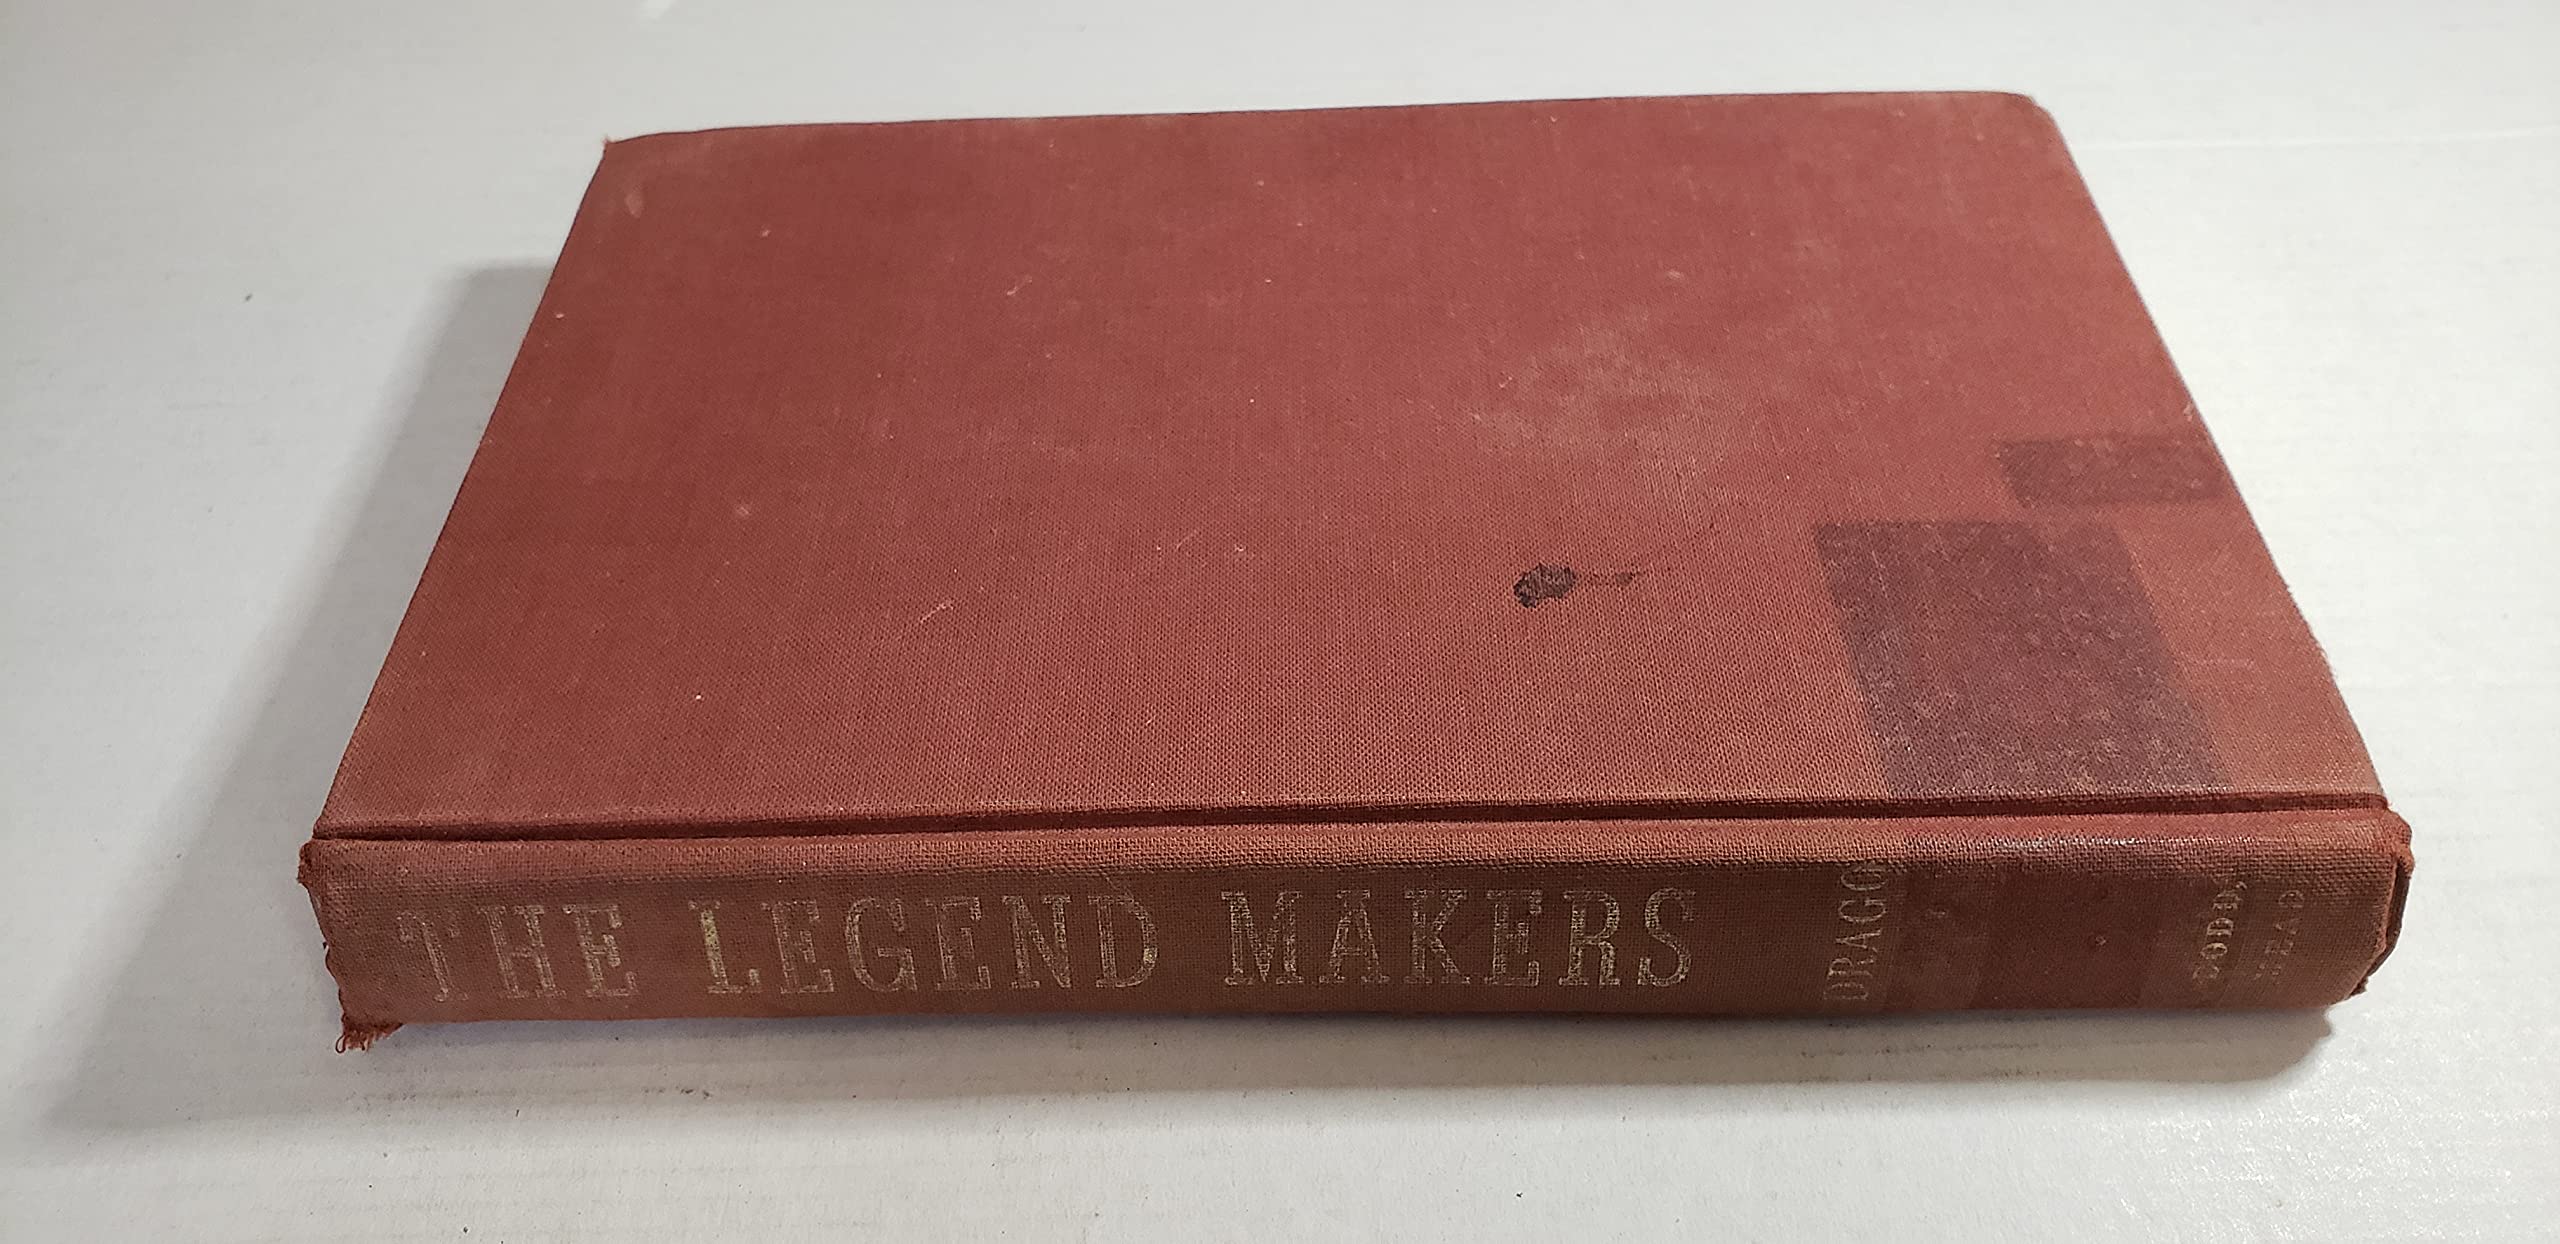 THE LEGEND MAKERS
DRAGO
DODD,
MEAD